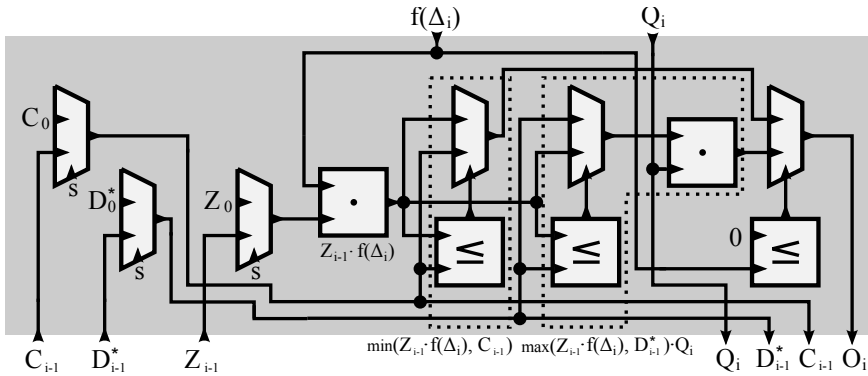 f(Δᵢ) Qᵢ
C₀
s
D₀*
Z₀
s
s
Zᵢ₋₁· f(Δᵢ)
≤ ≤ 0 ≤
· ·
min(Zᵢ₋₁·f(Δᵢ), Cᵢ₋₁) max(Zᵢ₋₁·f(Δᵢ), D*ᵢ₋₁)·Qᵢ
Cᵢ₋₁ D*ᵢ₋₁ Zᵢ₋₁ Qᵢ D*ᵢ₋₁ Cᵢ₋₁ Oᵢ